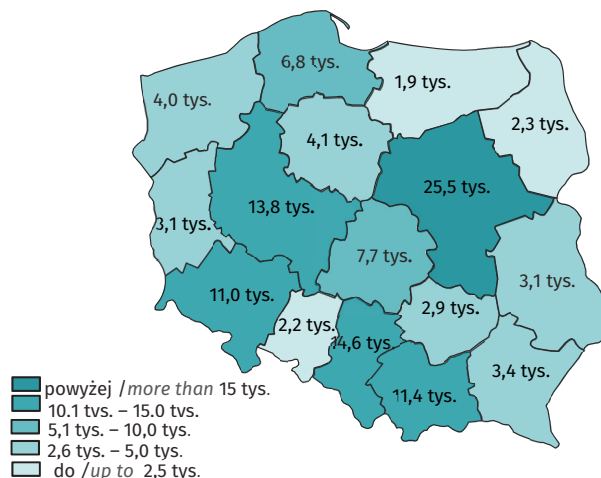 6,8 tys.
1,9 tys.
4,0 tys.
2,3 tys.
4,1 tys.
25,5 tys.
13,8 tys.
3,1 tys.
7,7 tys.
3,1 tys.
11,0 tys.
2,9 tys.
2,2 tys.
14,6 tys.
3,4 tys.
11,4 tys.
powyżej /more than 15 tys.
10.1 tys. – 15.0 tys.
5,1 tys. – 10,0 tys.
2,6 tys. – 5,0 tys.
do /up to 2,5 tys.